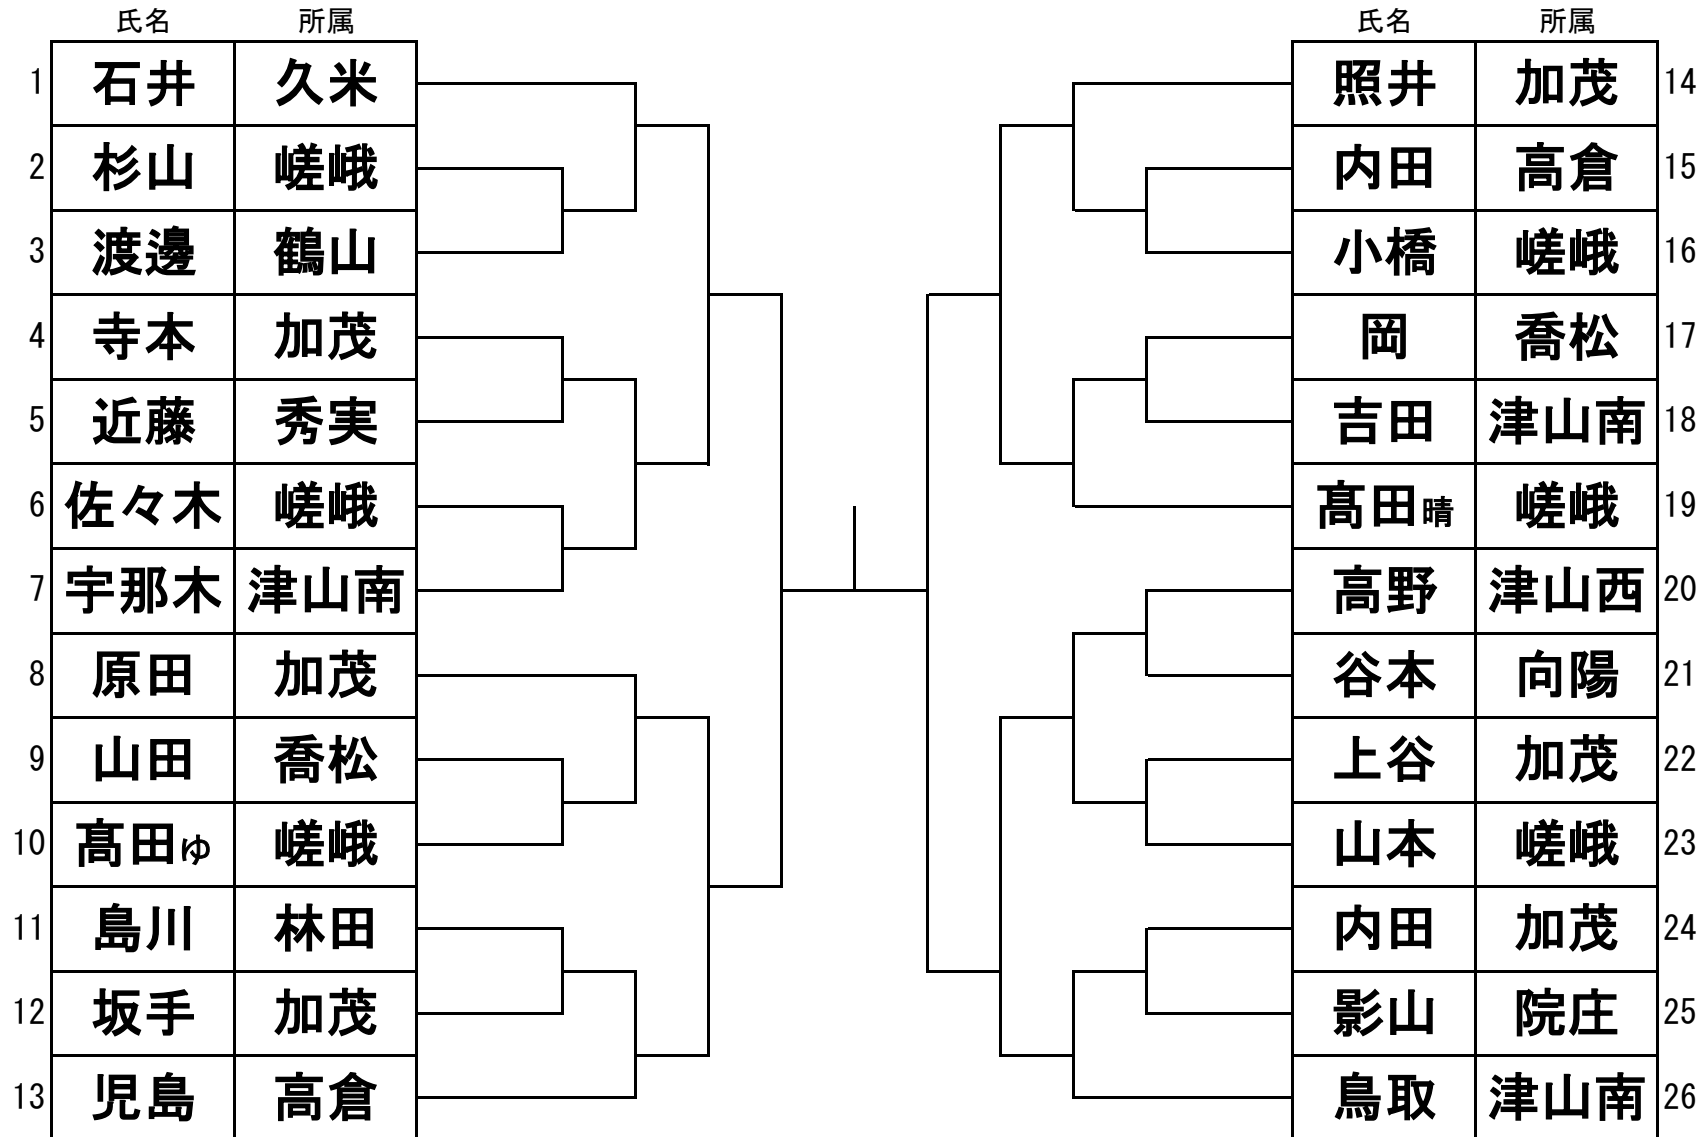 氏名 所属 氏名 所属
1 石井 久米 照井 加茂 14
2 杉山 嵯峨 内田 高倉 15
3 渡邊 鶴山 小橋 嵯峨 16
4 寺本 加茂 岡 喬松 17
5 近藤 秀実 吉田 津山南 18
6 佐々木 嵯峨 髙田晴 嵯峨 19
7 宇那木 津山南 高野 津山西 20
8 原田 加茂 谷本 向陽 21
9 山田 喬松 上谷 加茂 22
10 髙田ゆ 嵯峨 山本 嵯峨 23
11 島川 林田 内田 加茂 24
12 坂手 加茂 影山 院庄 25
13 児島 高倉 鳥取 津山南 26